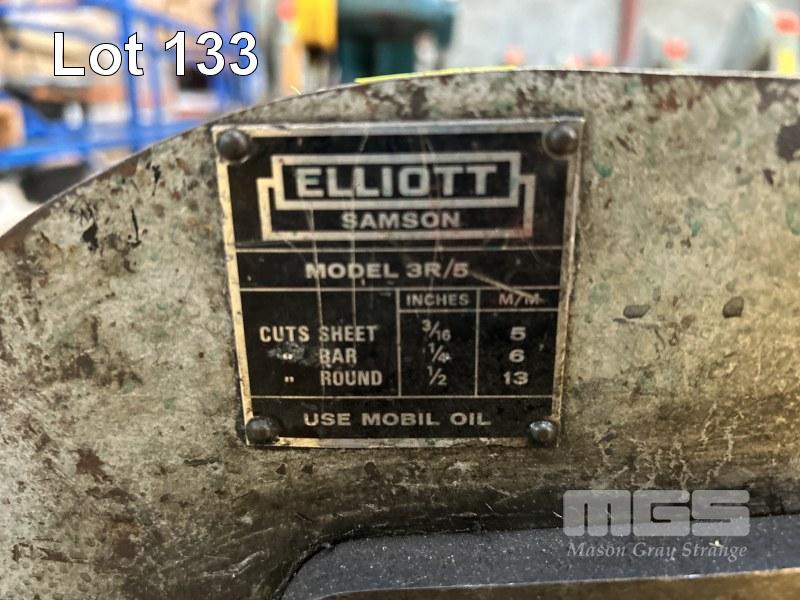 Lot 133
ELLIOTT
SAMSON
MODEL 3R/5
INCHES M/M
CUTS SHEET 3/16 5
" BAR 1/4 6
" ROUND 1/2 13
USE MOBIL OIL
MGS
Mason Gray Strange